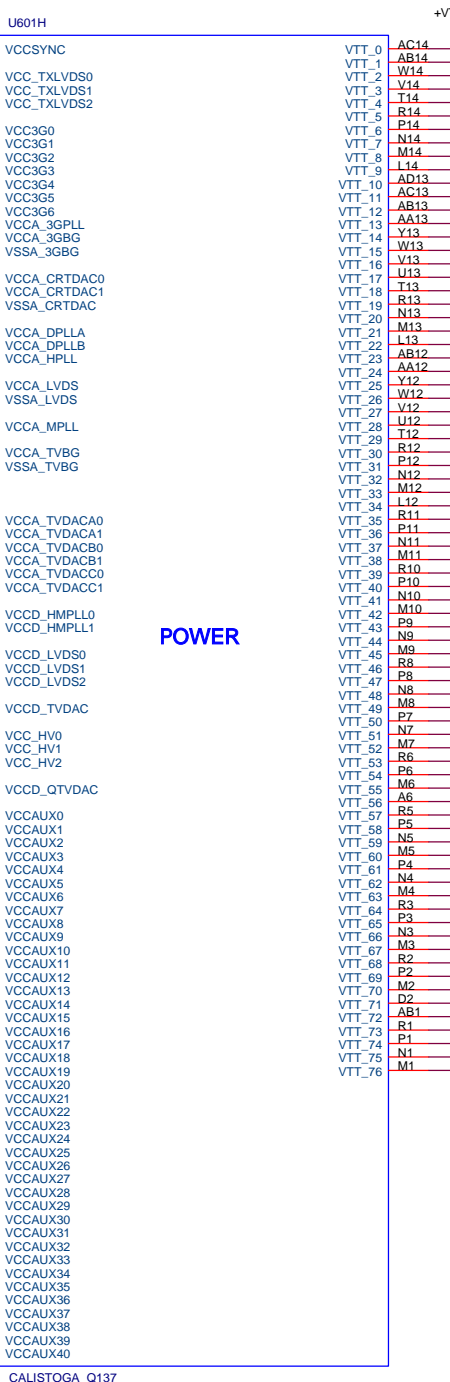 +VT
U601H
VCCSYNC
VCC_TXLVDS0
VCC_TXLVDS1
VCC_TXLVDS2
VCC3G0
VCC3G1
VCC3G2
VCC3G3
VCC3G4
VCC3G5
VCC3G6
VCCA_3GPLL
VCCA_3GBG
VSSA_3GBG
VCCA_CRTDAC0
VCCA_CRTDAC1
VSSA_CRTDAC
VCCA_DPLLA
VCCA_DPLLB
VCCA_HPLL
VCCA_LVDS
VSSA_LVDS
VCCA_MPLL
VCCA_TVBG
VSSA_TVBG
VCCA_TVDACA0
VCCA_TVDACA1
VCCA_TVDACB0
VCCA_TVDACB1
VCCA_TVDACC0
VCCA_TVDACC1
VCCD_HMPLL0
VCCD_HMPLL1
VCCD_LVDS0
VCCD_LVDS1
VCCD_LVDS2
VCCD_TVDAC
VCC_HV0
VCC_HV1
VCC_HV2
VCCD_QTVDAC
VCCAUX0
VCCAUX1
VCCAUX2
VCCAUX3
VCCAUX4
VCCAUX5
VCCAUX6
VCCAUX7
VCCAUX8
VCCAUX9
VCCAUX10
VCCAUX11
VCCAUX12
VCCAUX13
VCCAUX14
VCCAUX15
VCCAUX16
VCCAUX17
VCCAUX18
VCCAUX19
VCCAUX20
VCCAUX21
VCCAUX22
VCCAUX23
VCCAUX24
VCCAUX25
VCCAUX26
VCCAUX27
VCCAUX28
VCCAUX29
VCCAUX30
VCCAUX31
VCCAUX32
VCCAUX33
VCCAUX34
VCCAUX35
VCCAUX36
VCCAUX37
VCCAUX38
VCCAUX39
VCCAUX40
POWER
VTT_0 AC14
VTT_1 AB14
VTT_2 W14
VTT_3 V14
VTT_4 T14
VTT_5 R14
VTT_6 P14
VTT_7 N14
VTT_8 M14
VTT_9 L14
VTT_10 AD13
VTT_11 AC13
VTT_12 AB13
VTT_13 AA13
VTT_14 Y13
VTT_15 W13
VTT_16 V13
VTT_17 U13
VTT_18 T13
VTT_19 R13
VTT_20 N13
VTT_21 M13
VTT_22 L13
VTT_23 AB12
VTT_24 AA12
VTT_25 Y12
VTT_26 W12
VTT_27 V12
VTT_28 U12
VTT_29 T12
VTT_30 R12
VTT_31 P12
VTT_32 N12
VTT_33 M12
VTT_34 L12
VTT_35 R11
VTT_36 P11
VTT_37 N11
VTT_38 M11
VTT_39 R10
VTT_40 P10
VTT_41 N10
VTT_42 M10
VTT_43 P9
VTT_44 N9
VTT_45 M9
VTT_46 R8
VTT_47 P8
VTT_48 N8
VTT_49 M8
VTT_50 P7
VTT_51 N7
VTT_52 M7
VTT_53 R6
VTT_54 P6
VTT_55 M6
VTT_56 A6
VTT_57 R5
VTT_58 P5
VTT_59 N5
VTT_60 M5
VTT_61 P4
VTT_62 N4
VTT_63 M4
VTT_64 R3
VTT_65 P3
VTT_66 N3
VTT_67 M3
VTT_68 R2
VTT_69 P2
VTT_70 M2
VTT_71 D2
VTT_72 AB1
VTT_73 R1
VTT_74 P1
VTT_75 N1
VTT_76 M1
CALISTOGA_Q137